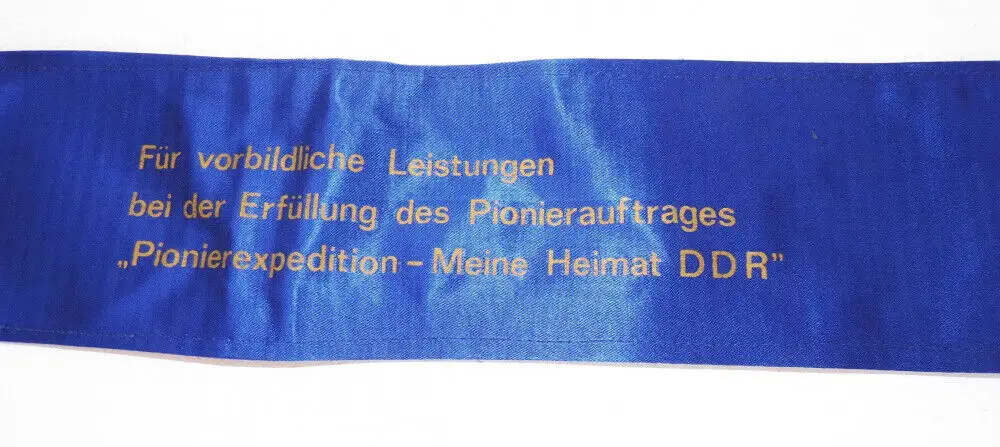 Für vorbildliche Leistungen
bei der Erfüllung des Pionierauftrages
„Pionierexpedition – Meine Heimat DDR”